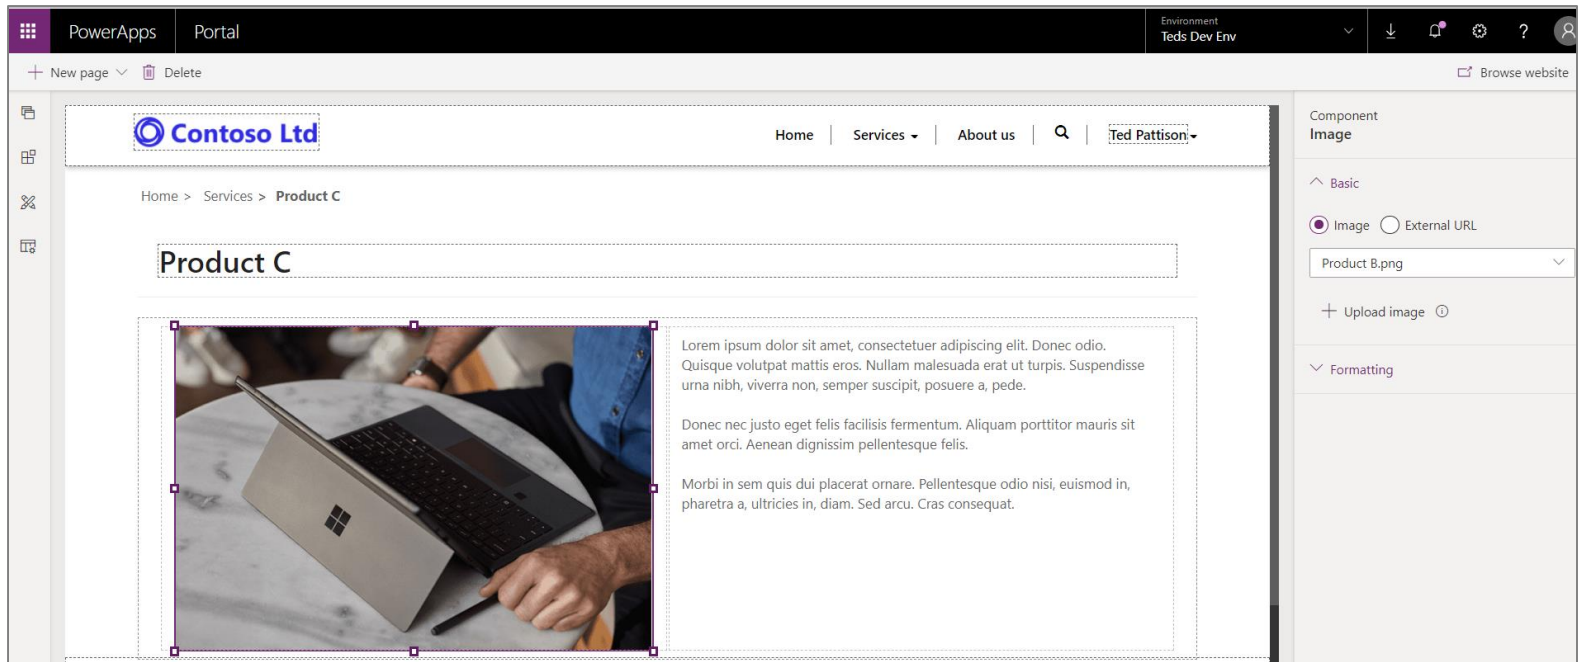 PowerApps Portal Environment
Teds Dev Env ?
New page Delete Browse website
Contoso Ltd Home Services About us Ted Pattison
Home > Services > Product C
Product C
Lorem ipsum dolor sit amet, consectetuer adipiscing elit. Donec odio.
Quisque volutpat mattis eros. Nullam malesuada erat ut turpis. Suspendisse
urna nibh, viverra non, semper suscipit, posuere a, pede.
Donec nec justo eget felis facilisis fermentum. Aliquam porttitor mauris sit
amet orci. Aenean dignissim pellentesque felis.
Morbi in sem quis dui placerat ornare. Pellentesque odio nisi, euismod in,
pharetra a, ultricies in, diam. Sed arcu. Cras consequat.
Component
Image
Basic
Image External URL
Product B.png
Upload image
Formatting